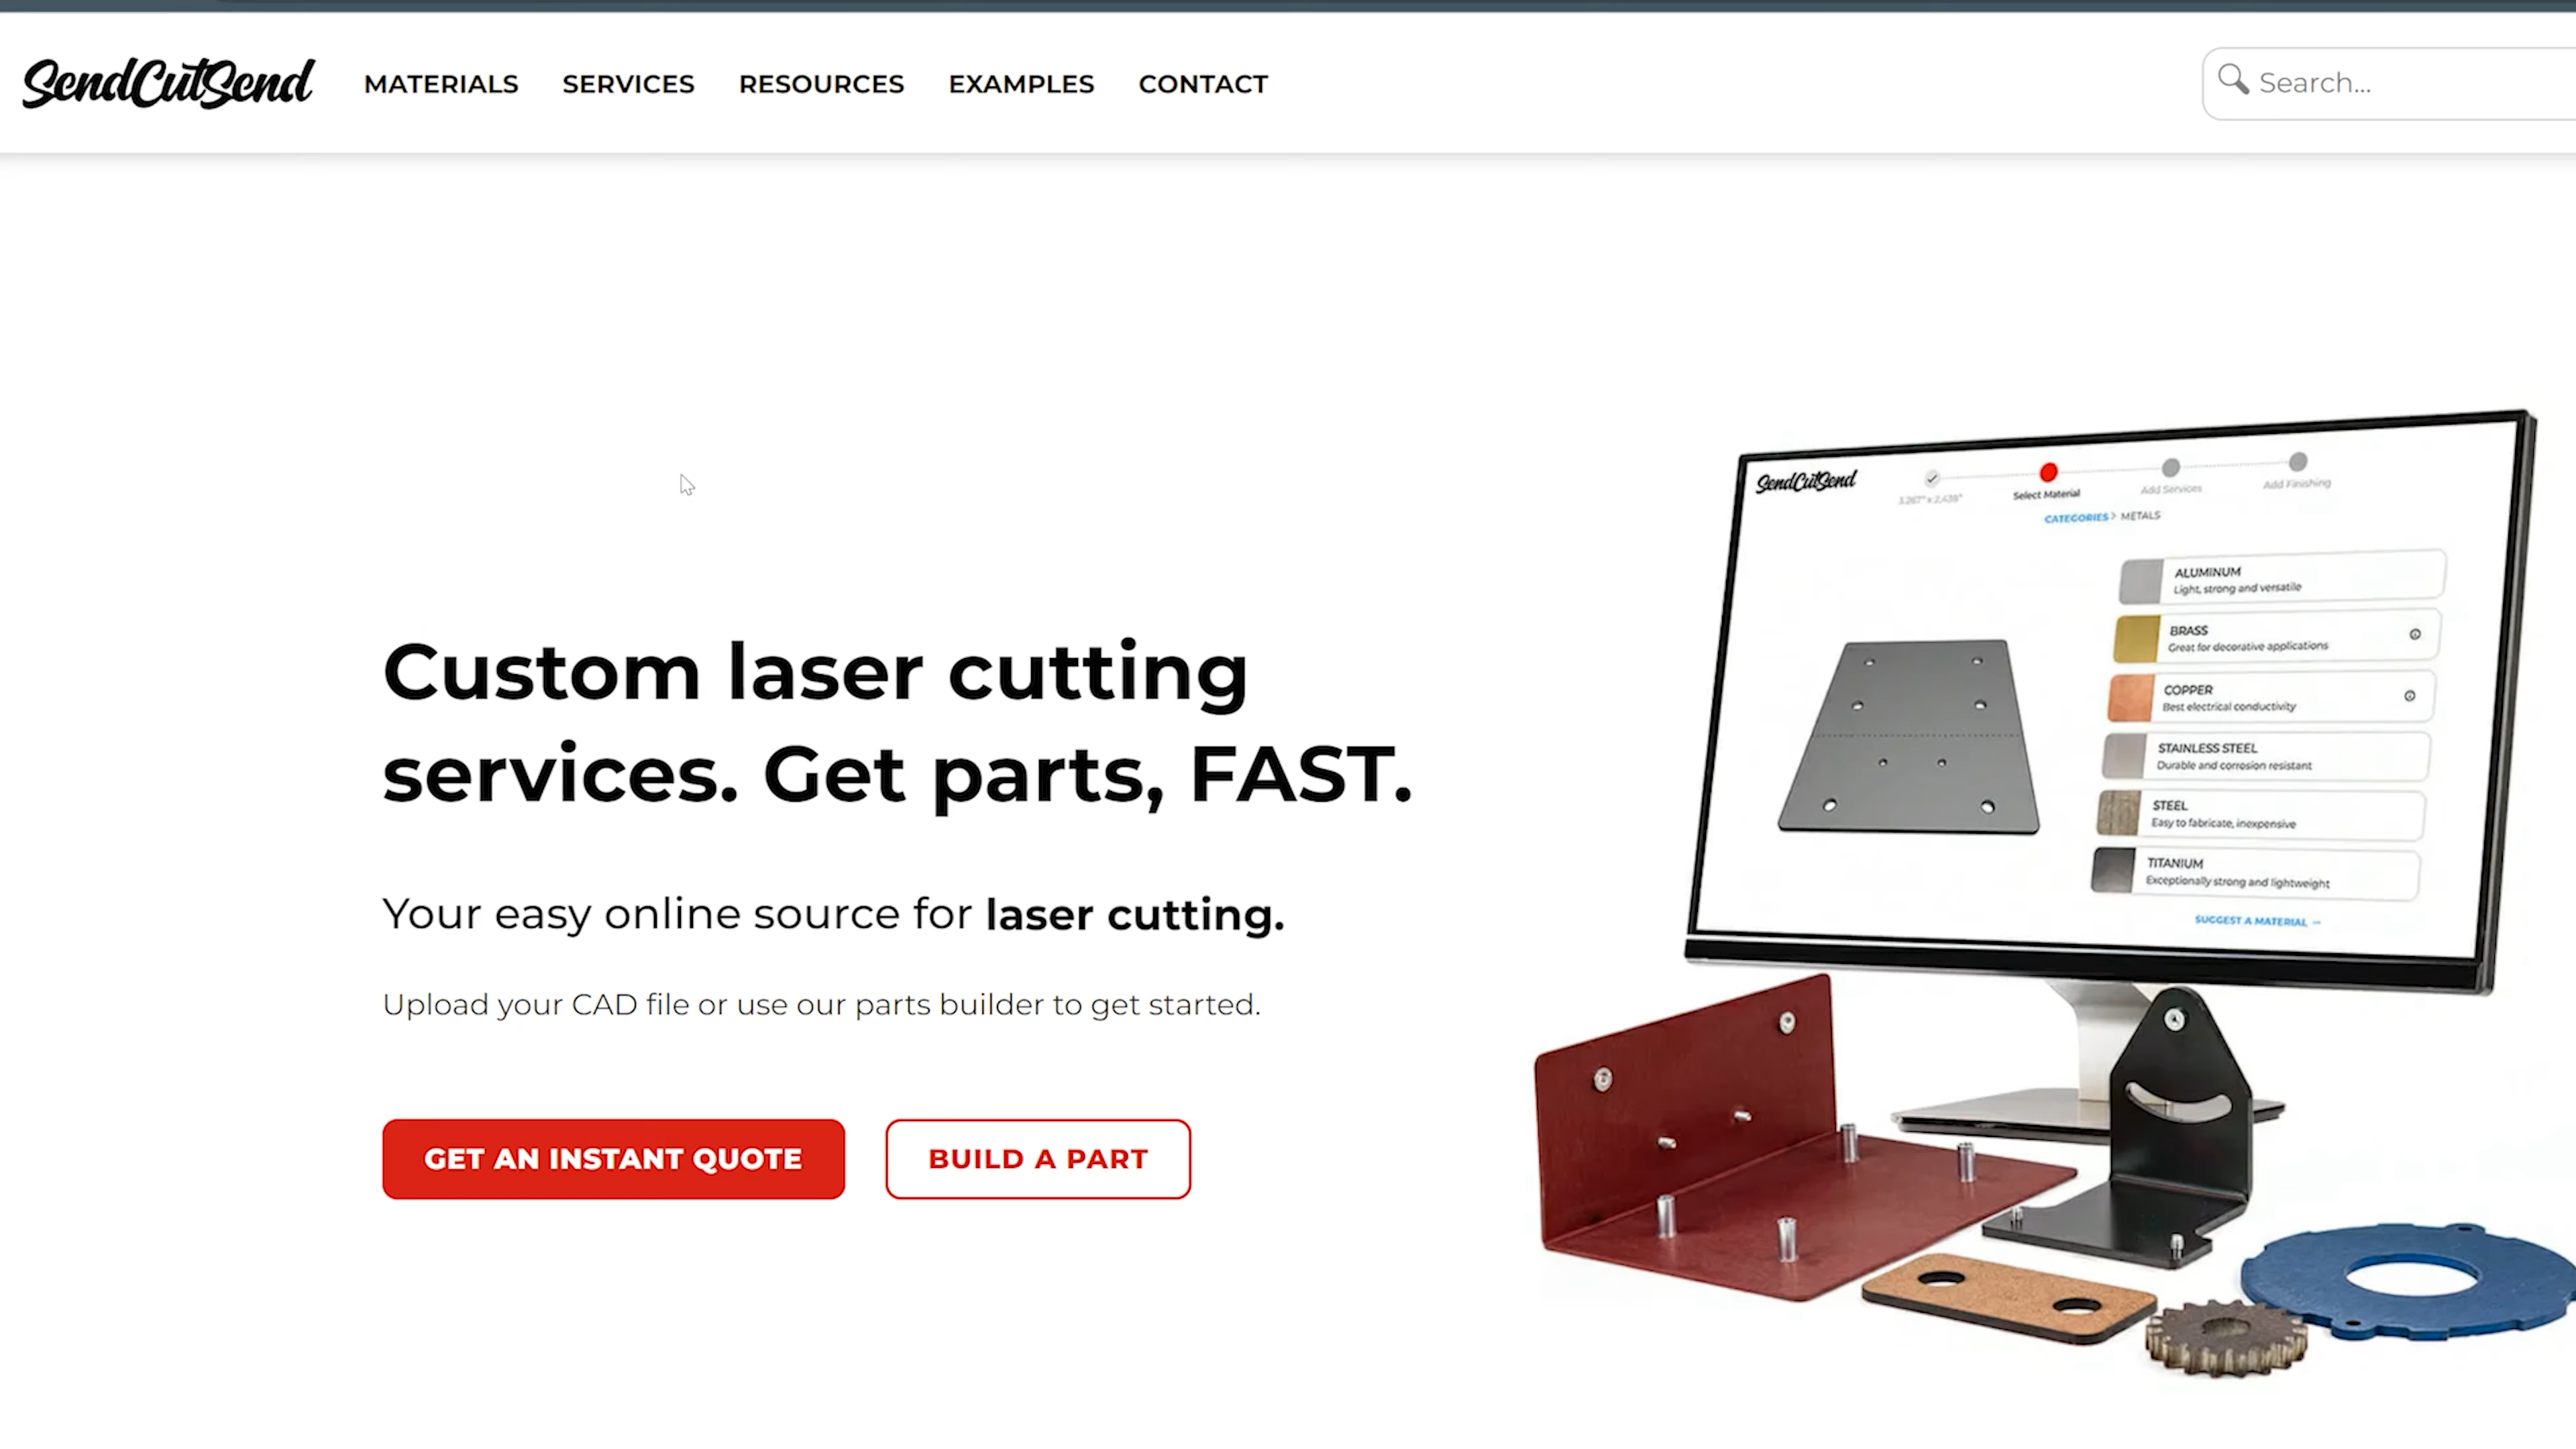 SendCutSend
MATERIALS
SERVICES
RESOURCES
EXAMPLES
CONTACT
Search...
Custom laser cutting
services. Get parts, FAST.
Your easy online source for laser cutting.
Upload your CAD file or use our parts builder to get started.
GET AN INSTANT QUOTE
BUILD A PART
SendCutSend
3.267" x 2.438"
Select Material
Add Services
Add Finishing
CATEGORIES > METALS
ALUMINUM
Light, strong and versatile
BRASS
Great for decorative applications
COPPER
Best electrical conductivity
STAINLESS STEEL
Durable and corrosion resistant
STEEL
Easy to fabricate, inexpensive
TITANIUM
Exceptionally strong and lightweight
SUGGEST A MATERIAL →